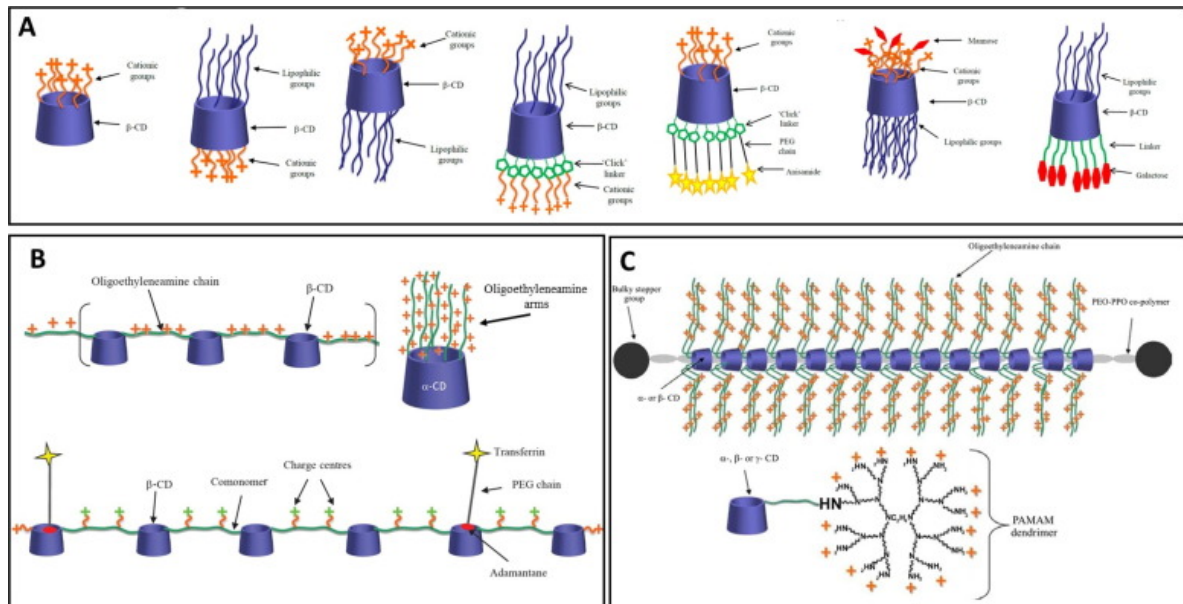 A
Cationic
groups
β-CD
Lipophilic
groups
β-CD
Cationic
groups
Cationic
groups
β-CD
Lipophilic
groups
Lipophilic
groups
β-CD
'Click'
linker
Cationic
groups
Cationic
groups
β-CD
'Click'
linker
PEG
chain
Anisamide
Mannose
Cationic
groups
β-CD
Lipophilic groups
Lipophilic
groups
β-CD
Linker
Galactose
B
Oligoethyleneamine chain
β-CD
Oligoethyleneamine
arms
α-CD
Transferrin
Charge centres
β-CD
Comonomer
PEG chain
Adamantane
C
Oligoethyleneamine chain
Bulky stopper
group
PEO-PPO co-polymer
α- or β- CD
α-, β- or γ- CD
HN
PAMAM
dendrimer